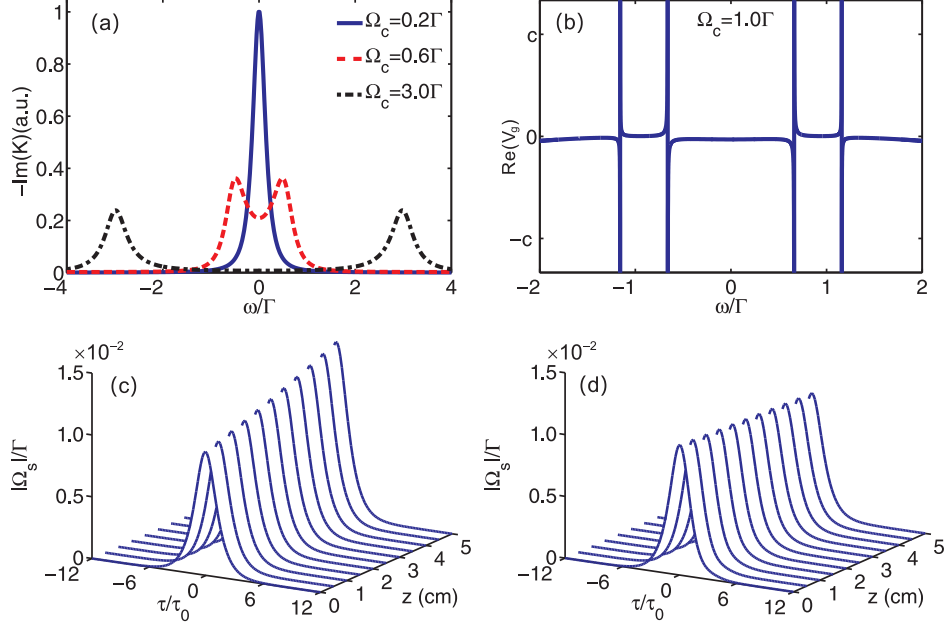 (a)
Ω_c=0.2Γ
Ω_c=0.6Γ
Ω_c=3.0Γ
−Im(K)(a.u.)
1
0.8
0.6
0.4
0.2
0
−4 −2 0 2 4
ω/Γ
(b)
Ω_c=1.0Γ
Re(V_g)
c
0
−c
−1 0 1 2
ω/Γ
×10⁻²
(c)
|Ω_s|/Γ
1.5
1.0
0.5
0
−12 −6 0 6 12
τ/τ_0
0 1 2 3 4 5
z (cm)
×10⁻²
(d)
|Ω_s|/Γ
1.5
1.0
0.5
0
−12 −6 0 6 12
τ/τ_0
0 1 2 3 4 5
z (cm)